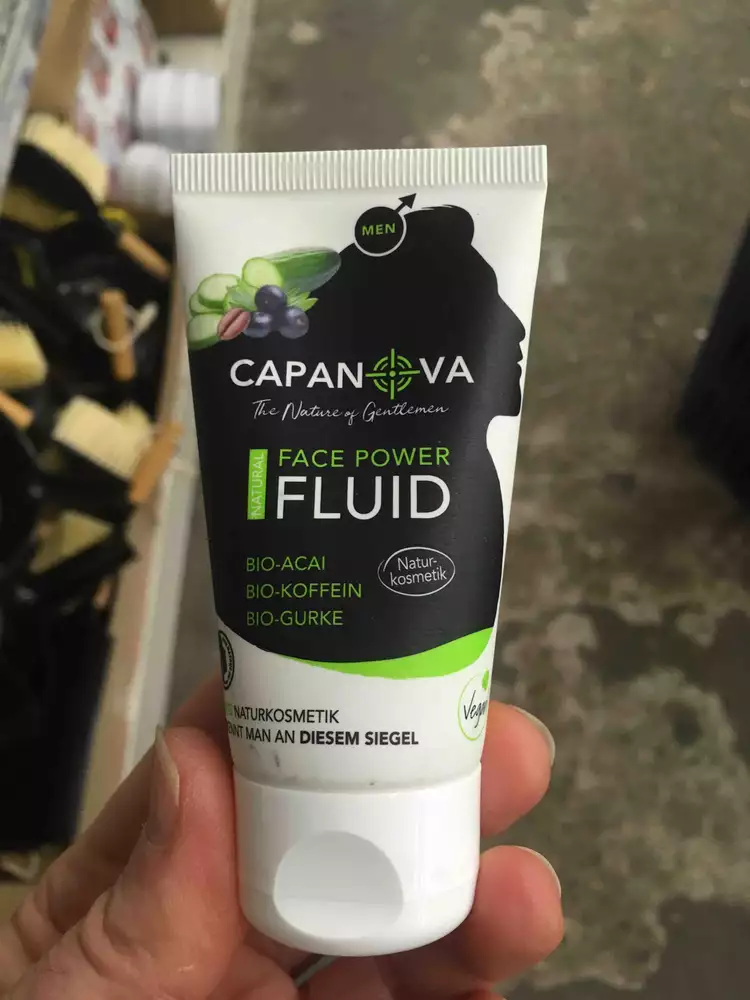 MEN
CAPANOVA
The Nature of Gentlemen
NATURAL
FACE POWER
FLUID
BIO-ACAI
BIO-KOFFEIN
BIO-GURKE
Natur-
kosmetik
Vegan
NATURKOSMETIK
MAN AN DIESEM SIEGEL